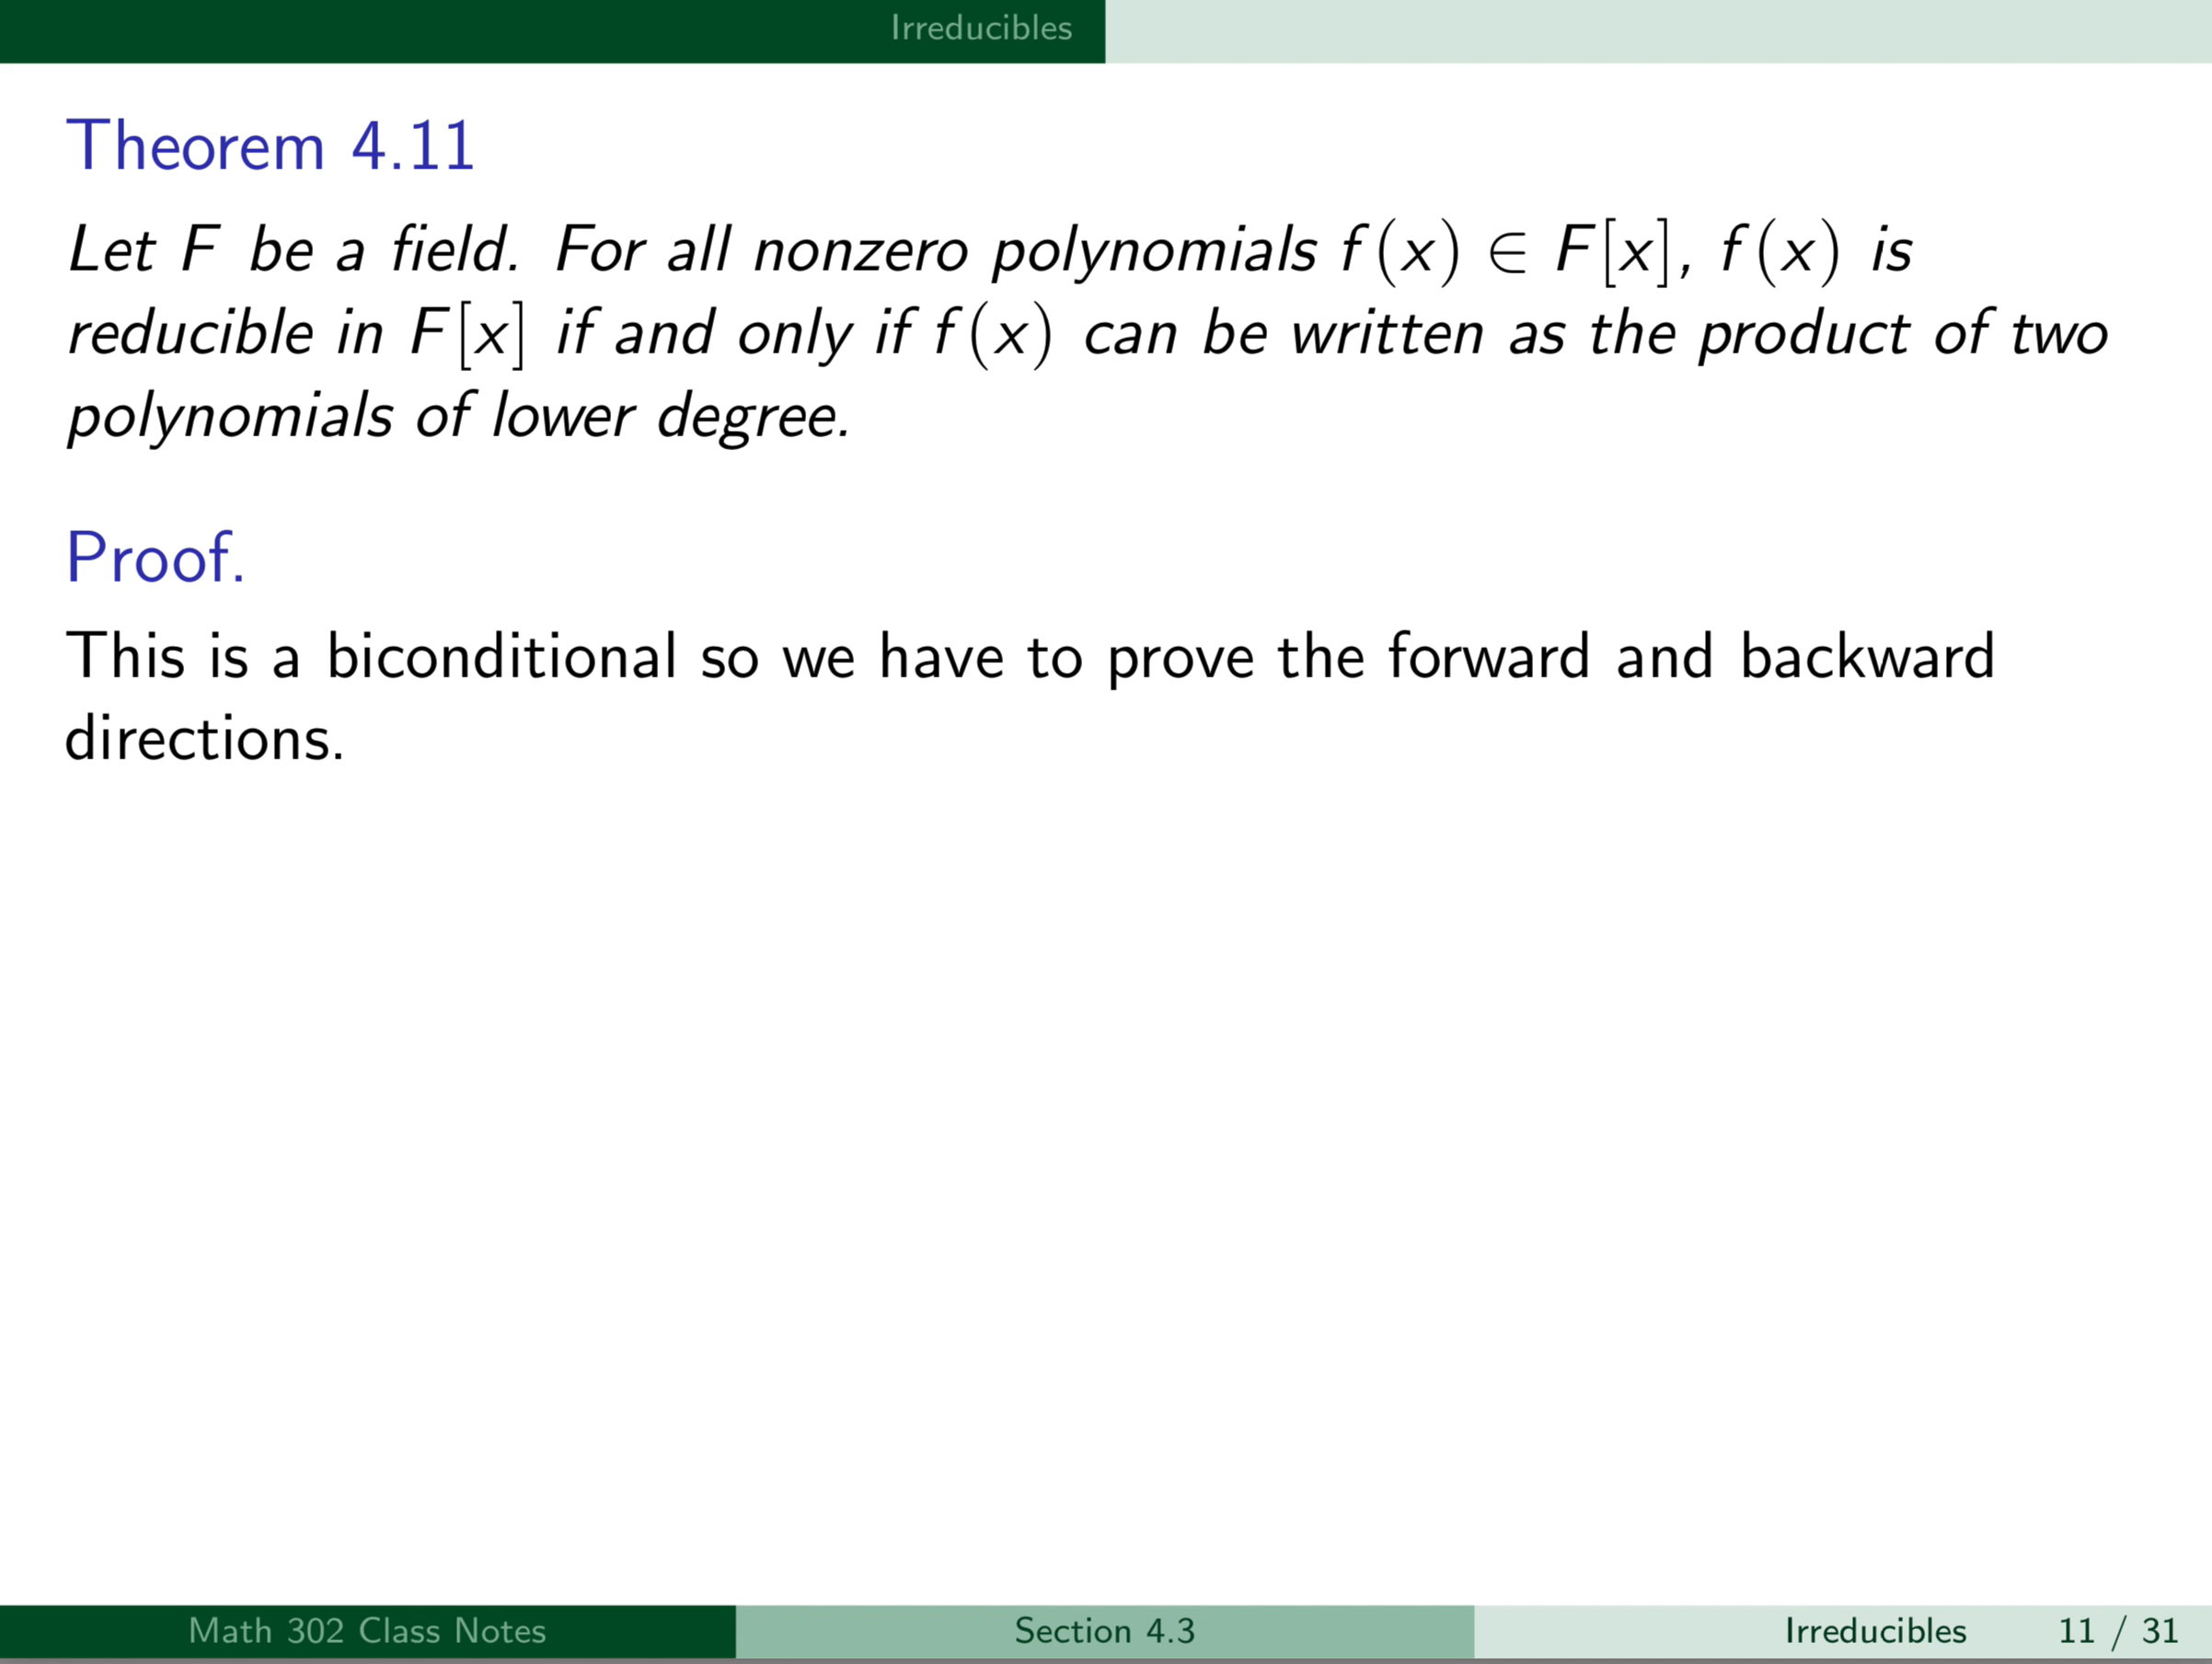 Irreducibles
Theorem 4.11
Let F be a field. For all nonzero polynomials f(x) ∈ F[x], f(x) is
reducible in F[x] if and only if f(x) can be written as the product of two
polynomials of lower degree.
Proof.
This is a biconditional so we have to prove the forward and backward
directions.
Math 302 Class Notes
Section 4.3
Irreducibles
11 / 31